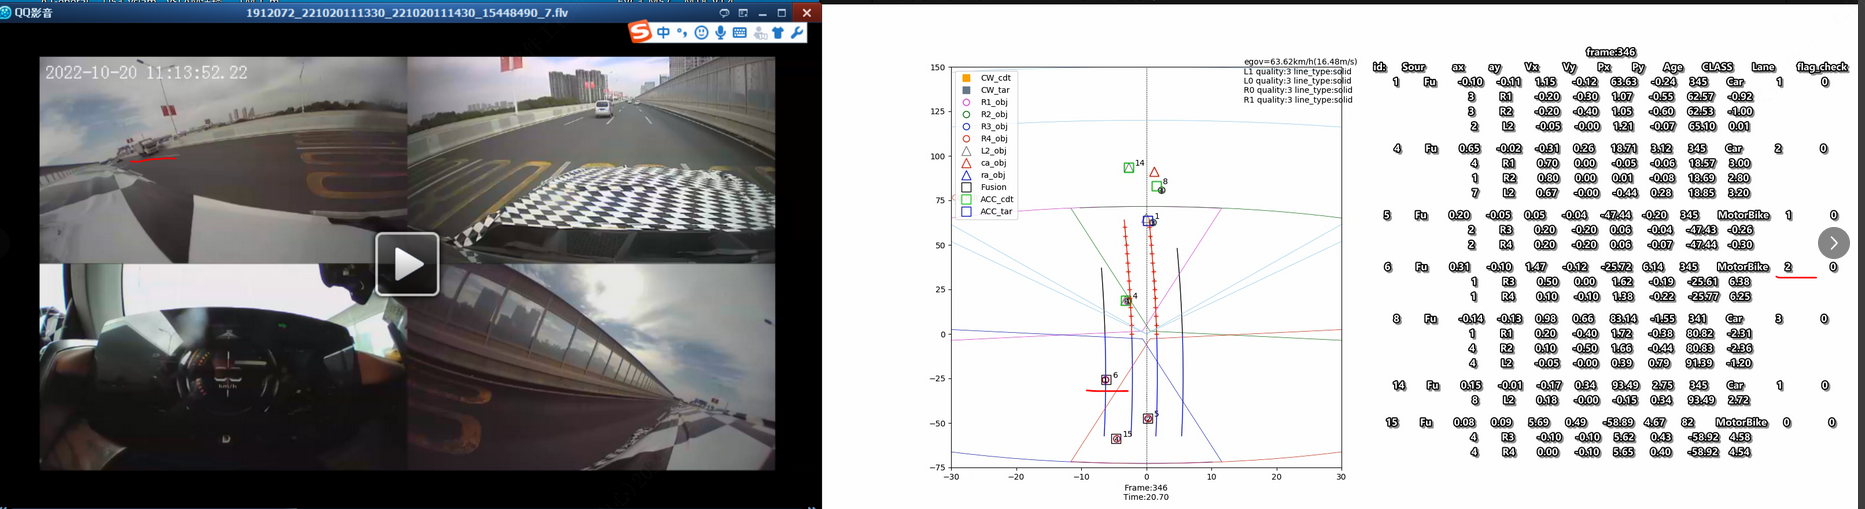 QQ影音
1912072_221020111330_221020111430_15448490_7.flv
中
2022-10-20 11:13:52.22
km/h
egov=63.62km/h(16.48m/s)
L1 quality:3 line_type:solid
L0 quality:3 line_type:solid
R0 quality:3 line_type:solid
R1 quality:3 line_type:solid
CW_cdt
CW_tar
R1_obj
R2_obj
R3_obj
R4_obj
L2_obj
ca_obj
ra_obj
Fusion
ACC_cdt
ACC_tar
150
125
100
75
50
25
0
−25
−50
−75
14
8
1
4
6
5
15
−30 −20 −10 0 10 20 30
Frame:346
Time:20.70
frame:346
id: Sour ax ay Vx Vy Px Py Age CLASS Lane flag_check
1 Fu -0.10 -0.11 1.15 -0.12 63.63 -0.24 345 Car 1 0
3 R1 -0.20 -0.30 1.07 -0.55 62.57 -0.92
3 R2 -0.20 -0.40 1.05 -0.60 62.53 -1.00
2 L2 -0.05 -0.00 1.21 -0.07 65.10 0.01
4 Fu 0.65 -0.02 -0.31 0.26 18.71 3.12 345 Car 2 0
4 R1 0.70 0.00 -0.05 -0.06 18.57 3.00
1 R2 0.80 0.00 0.01 -0.08 18.69 2.80
7 L2 0.67 -0.00 -0.44 0.28 18.85 3.20
5 Fu 0.20 -0.05 0.05 -0.04 -47.44 -0.20 345 MotorBike 1 0
2 R3 0.20 -0.20 0.06 -0.04 -47.43 -0.26
2 R4 0.20 -0.20 0.06 -0.07 -47.44 -0.30
6 Fu 0.31 -0.10 1.47 -0.12 -25.72 6.14 345 MotorBike 2 0
1 R3 0.50 0.00 1.62 -0.19 -25.61 6.38
1 R4 0.10 -0.10 1.38 -0.22 -25.77 6.25
8 Fu -0.14 -0.13 0.98 0.66 83.14 -1.55 341 Car 3 0
1 R1 0.20 -0.40 1.72 -0.38 80.82 -2.31
4 R2 0.10 -0.50 1.66 -0.44 80.83 -2.36
4 L2 -0.05 -0.00 0.39 0.79 91.39 -1.20
14 Fu 0.15 -0.01 -0.17 0.34 93.49 2.75 345 Car 1 0
8 L2 0.18 -0.00 -0.15 0.34 93.49 2.72
15 Fu 0.08 0.09 5.69 0.49 -58.89 4.67 82 MotorBike 0 0
4 R3 -0.10 -0.10 5.62 0.43 -58.92 4.58
4 R4 0.00 -0.10 5.65 0.40 -58.92 4.54